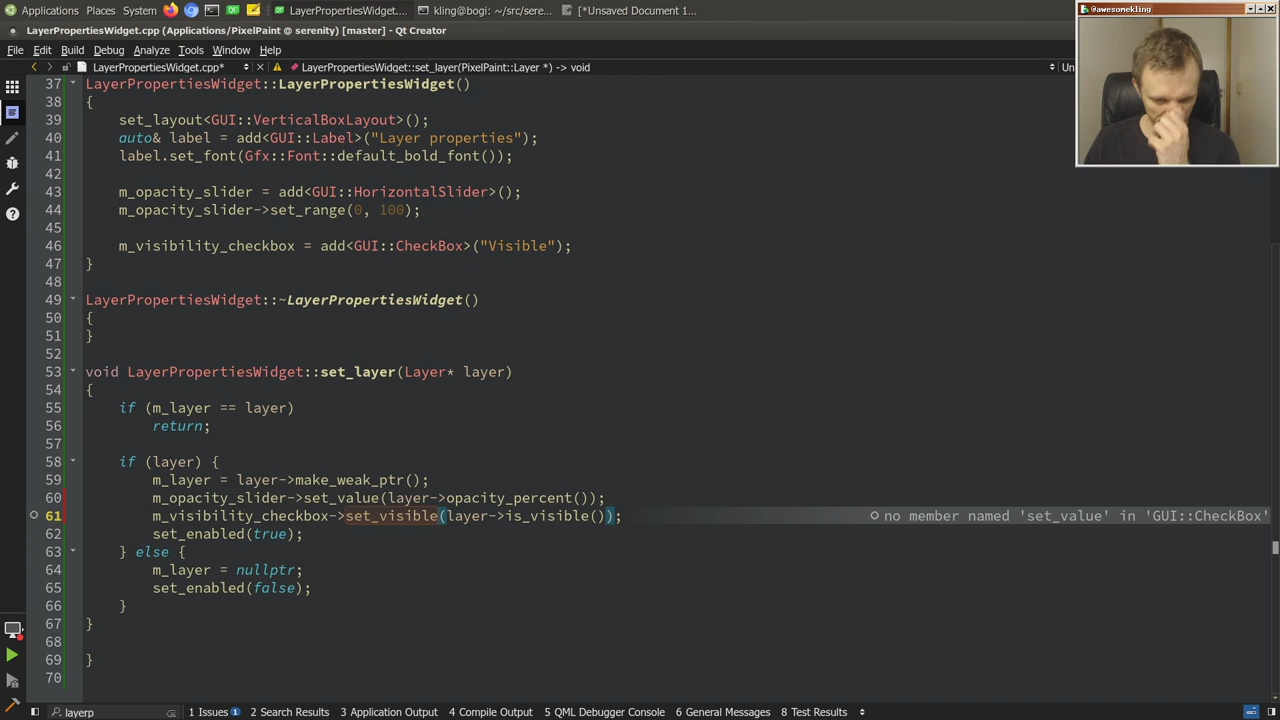 Applications Places System LayerPropertiesWidget.... kling@bogi: ~/src/sere... [*Unsaved Document 1...
@awesomekling
LayerPropertiesWidget.cpp (Applications/PixelPaint @ serenity) [master] - Qt Creator
File Edit Build Debug Analyze Tools Window Help
LayerPropertiesWidget.cpp* LayerPropertiesWidget::set_layer(PixelPaint::Layer *) -> void Un
37 LayerPropertiesWidget::LayerPropertiesWidget()
38 {
39 set_layout<GUI::VerticalBoxLayout>();
40 auto& label = add<GUI::Label>("Layer properties");
41 label.set_font(Gfx::Font::default_bold_font());
42
43 m_opacity_slider = add<GUI::HorizontalSlider>();
44 m_opacity_slider->set_range(0, 100);
45
46 m_visibility_checkbox = add<GUI::CheckBox>("Visible");
47 }
48
49 LayerPropertiesWidget::~LayerPropertiesWidget()
50 {
51 }
52
53 void LayerPropertiesWidget::set_layer(Layer* layer)
54 {
55 if (m_layer == layer)
56 return;
57
58 if (layer) {
59 m_layer = layer->make_weak_ptr();
60 m_opacity_slider->set_value(layer->opacity_percent());
61 m_visibility_checkbox->set_visible(layer->is_visible()); no member named 'set_value' in 'GUI::CheckBox'
62 set_enabled(true);
63 } else {
64 m_layer = nullptr;
65 set_enabled(false);
66 }
67 }
68
69 }
70
layerp 1 Issues 1 2 Search Results 3 Application Output 4 Compile Output 5 QML Debugger Console 6 General Messages 8 Test Results